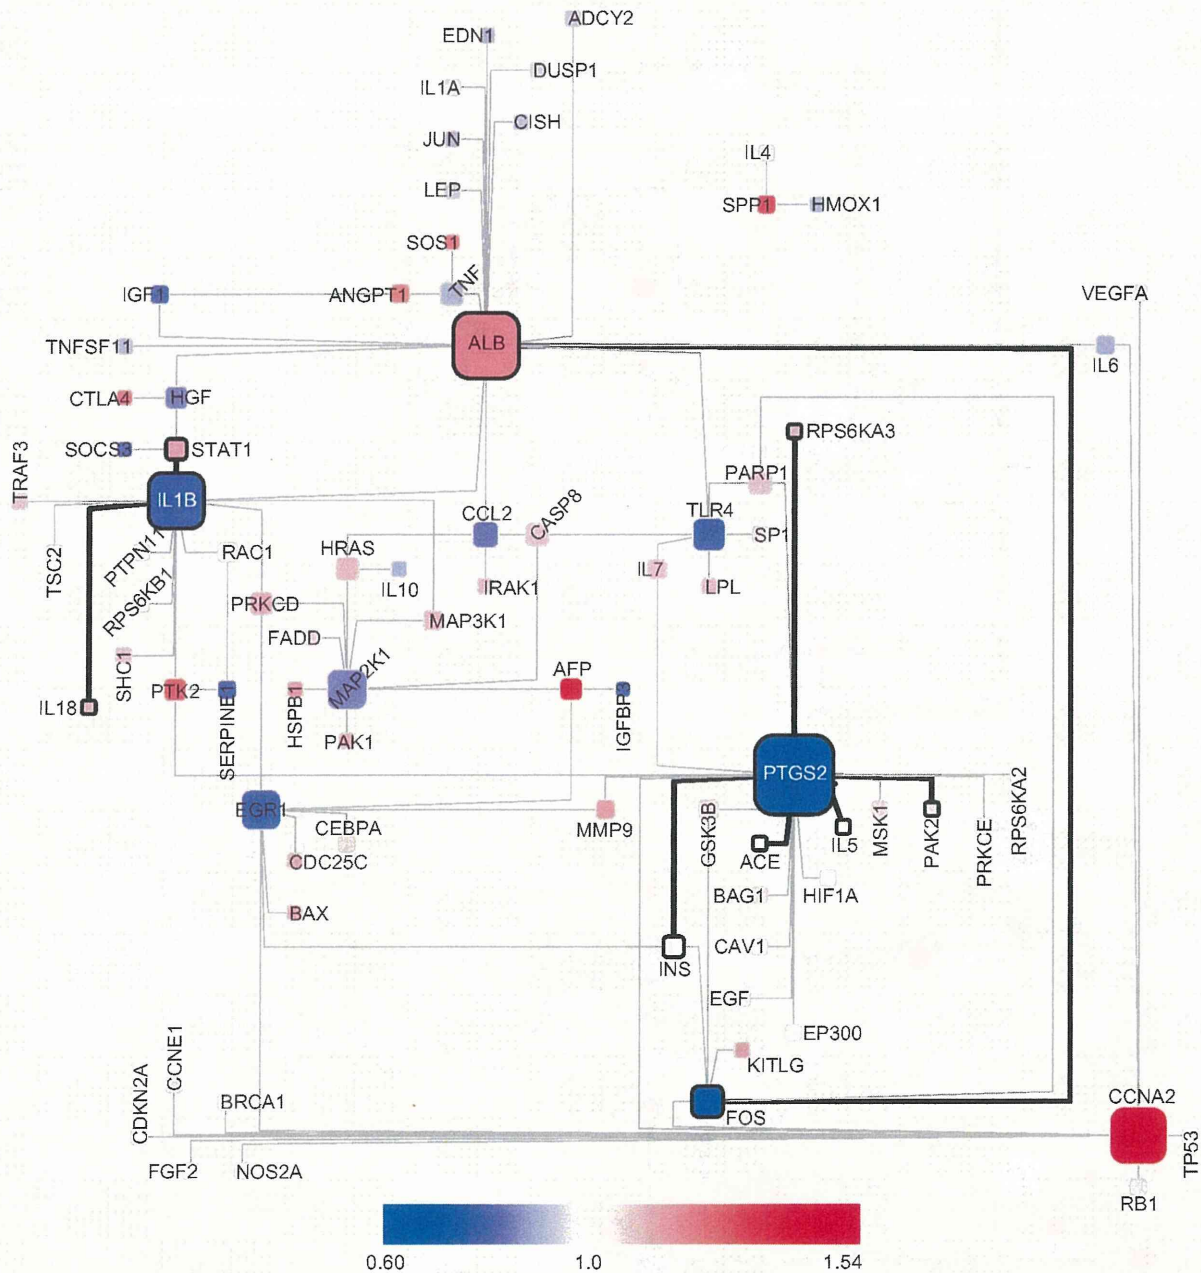 ADCY2
EDN1
DUSP1
IL1A
CISH
JUN
IL4
LEP
SPP1
HMOX1
SOS1
TNF
IGF1
ANGPT1
VEGFA
ALB
TNFSF11
IL6
CTLA4
HGF
RPS6KA3
SOCS3
STAT1
TRAF3
PARP1
IL1B
CCL2
CASP8
TLR4
SP1
PTPN11
RAC1
HRAS
TSC2
IL10
IRAK1
IL7
LPL
RPS6KB1
PRKCD
MAP3K1
FADD
SHC1
MAP2K1
AFP
PTK2
IL18
SERPINE1
HSPB1
IGFBP3
PAK1
PTGS2
EGR1
CEBPA
MMP9
GSK3B
ACE
IL5
MSK1
PAK2
PRKCE
RPS6KA2
CDC25C
BAG1
HIF1A
BAX
INS
CAV1
EGF
EP300
KITLG
CCNE1
CDKN2A
BRCA1
FOS
CCNA2
TP53
FGF2
NOS2A
RB1
0.60
1.0
1.54